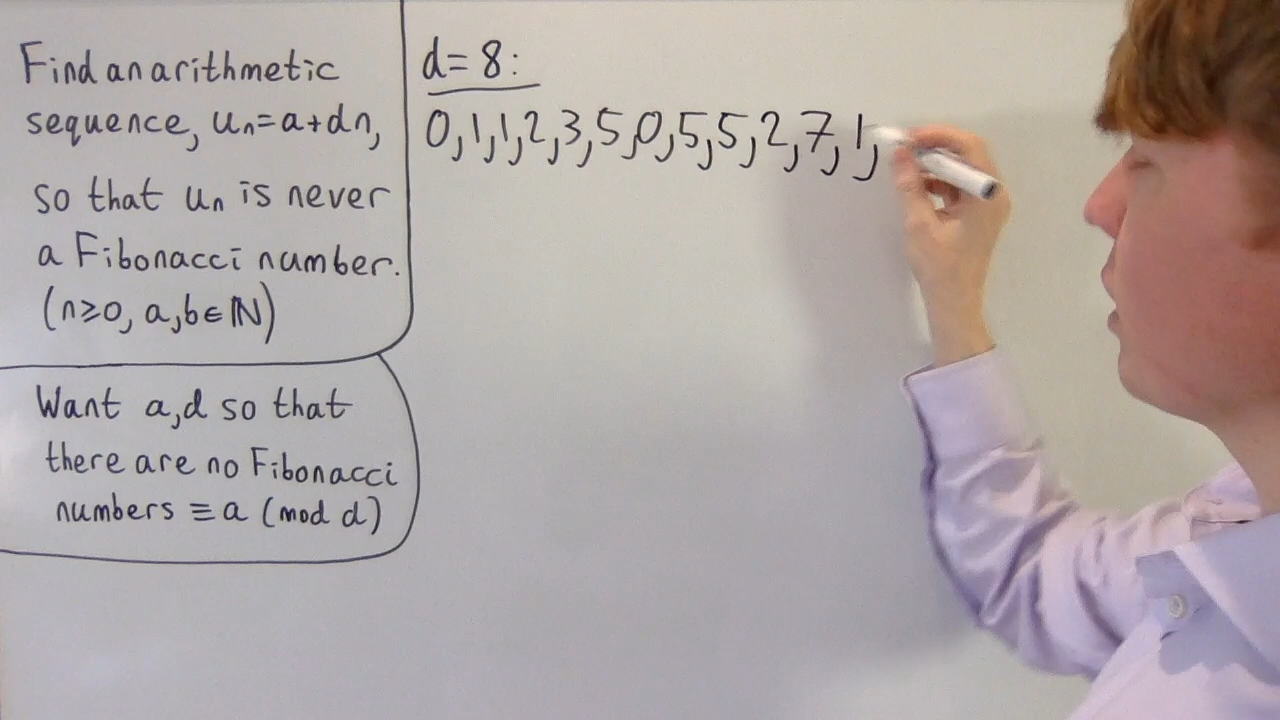 Find an arithmetic
sequence, uₙ=a+dn,
so that uₙ is never
a Fibonacci number.
(n≥0, a,b∈ℕ)
Want a,d so that
there are no Fibonacci
numbers ≡ a (mod d)
d=8:
0,1,1,2,3,5,0,5,5,2,7,1,